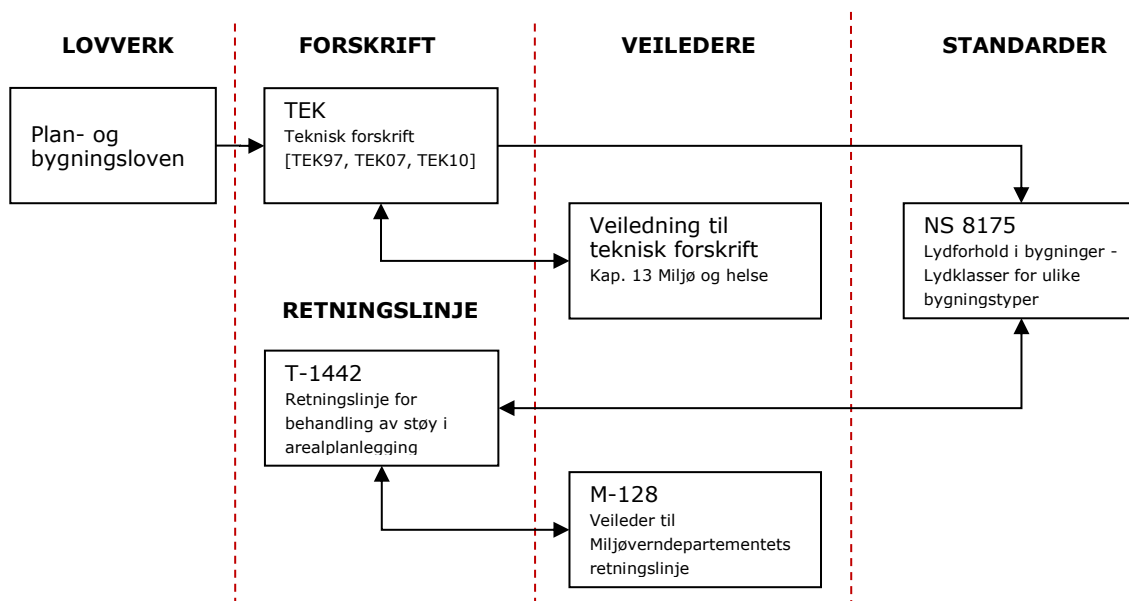 LOVVERK
FORSKRIFT
VEILEDERE
STANDARDER
Plan- og
bygningsloven
TEK
Teknisk forskrift
[TEK97, TEK07, TEK10]
Veiledning til
teknisk forskrift
Kap. 13 Miljø og helse
NS 8175
Lydforhold i bygninger -
Lydklasser for ulike
bygningstyper
RETNINGSLINJE
T-1442
Retningslinje for
behandling av støy i
arealplanlegging
M-128
Veileder til
Miljøverndepartementets
retningslinje